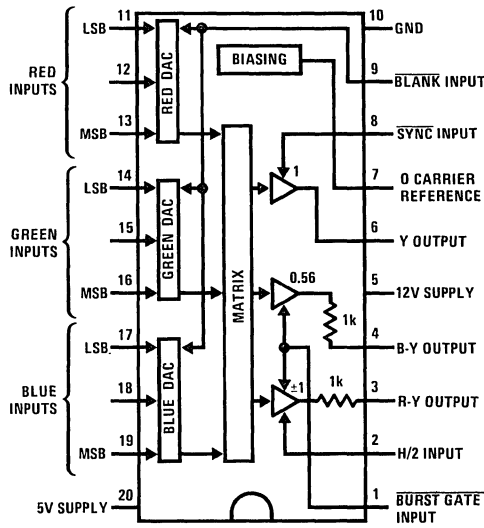 11
LSB
RED
INPUTS
12
13
MSB
RED DAC
14
LSB
GREEN
INPUTS
15
16
MSB
GREEN DAC
17
LSB
BLUE
INPUTS
18
19
MSB
BLUE DAC
5V SUPPLY
20
BIASING
MATRIX
1
0.56
1k
±1
1k
10
GND
9
BLANK INPUT
8
SYNC INPUT
7
O CARRIER
REFERENCE
6
Y OUTPUT
5
12V SUPPLY
4
B-Y OUTPUT
3
R-Y OUTPUT
2
H/2 INPUT
1
BURST GATE
INPUT